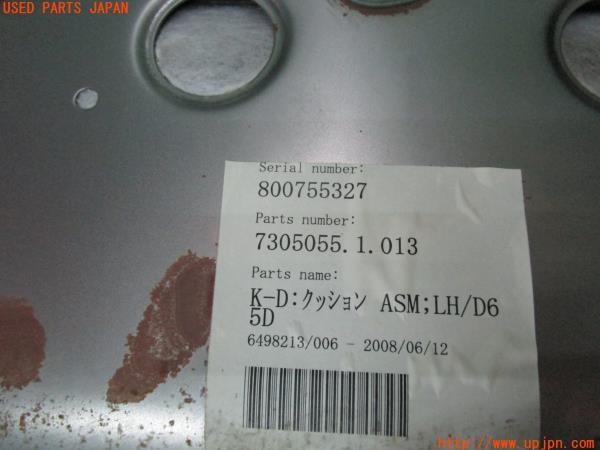 USED PARTS JAPAN
Serial number:
800755327
Parts number:
7305055.1.013
Parts name:
K-D:クッション ASM;LH/D6
5D
6498213/006 - 2008/06/12
http://www.upjpn.com/